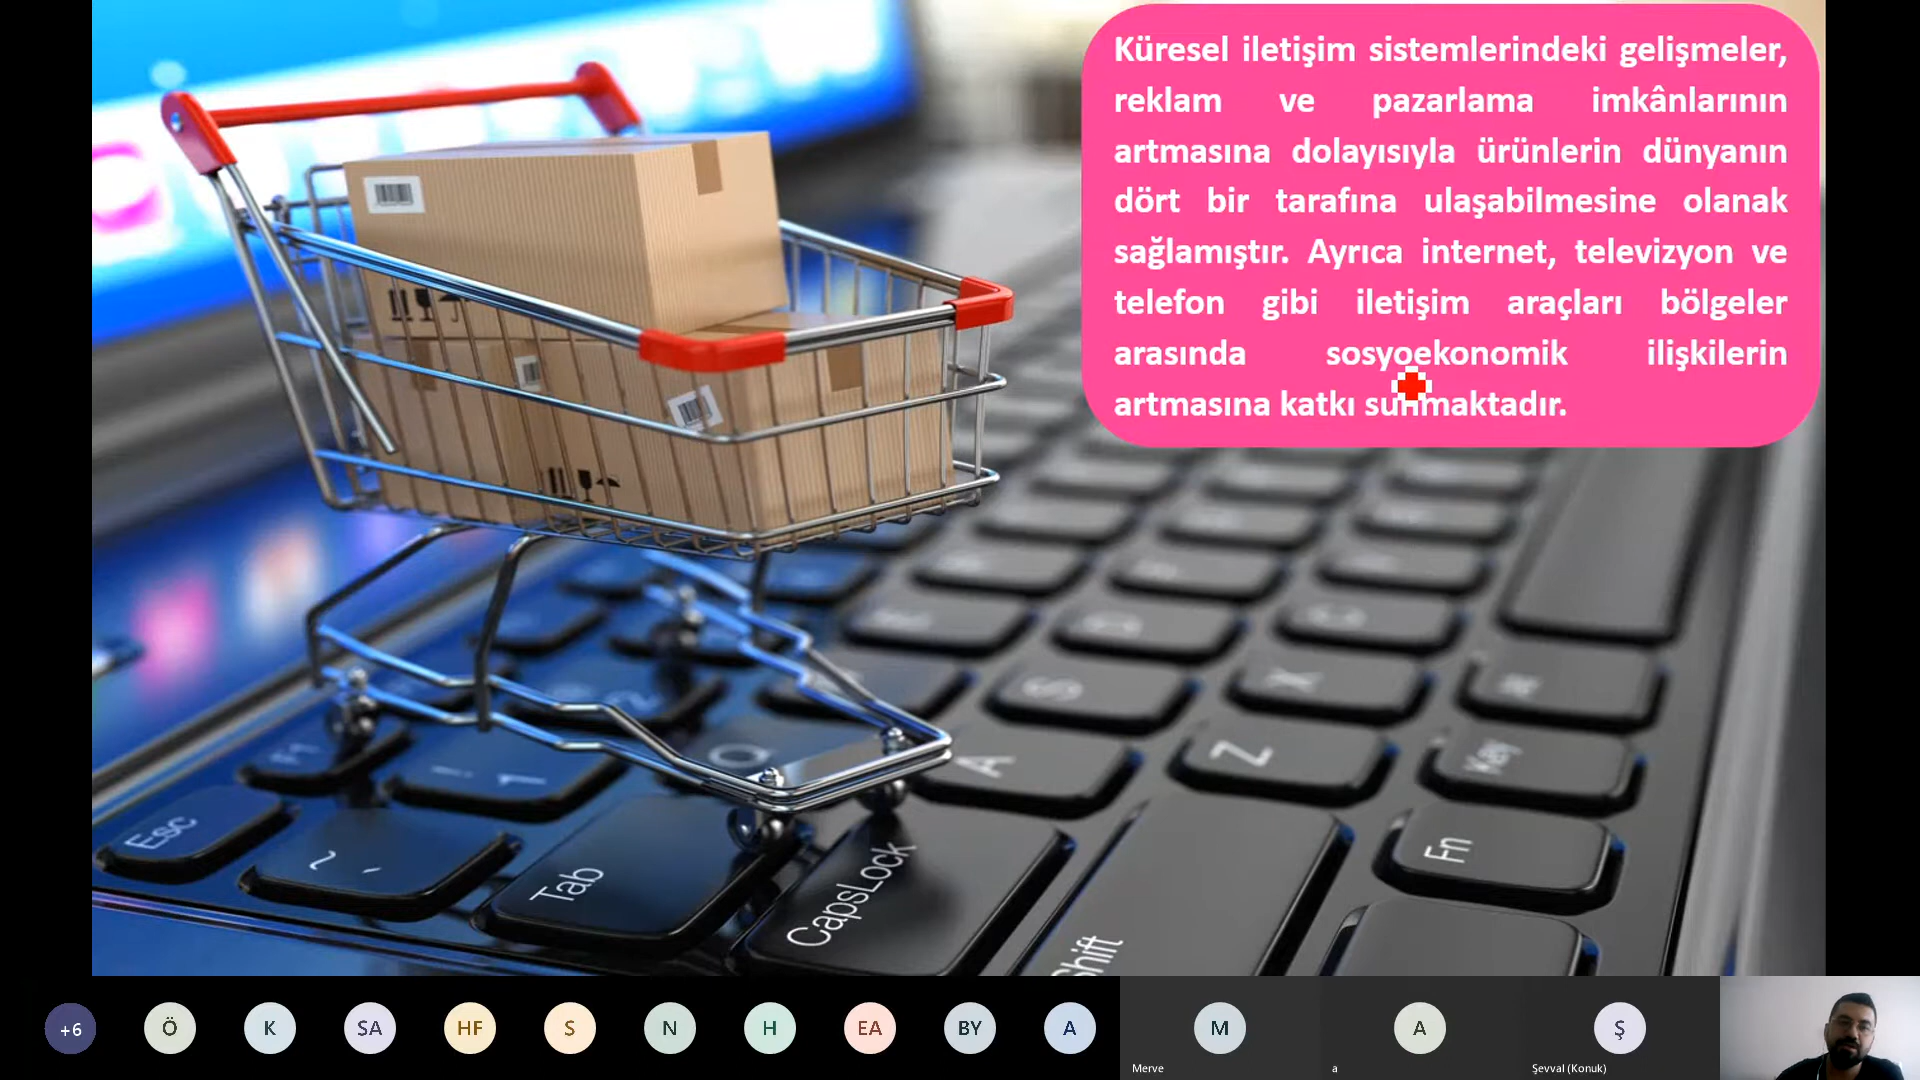 Küresel iletişim sistemlerindeki gelişmeler,
reklam ve pazarlama imkânlarının
artmasına dolayısıyla ürünlerin dünyanın
dört bir tarafına ulaşabilmesine olanak
sağlamıştır. Ayrıca internet, televizyon ve
telefon gibi iletişim araçları bölgeler
arasında sosyoekonomik ilişkilerin
artmasına katkı sunmaktadır.
S X
A Z
Esc Tab CapsLock Shift Fn
+6 Ö K SA HF S N H EA BY A M A Ş
Merve a Şevval (Konuk)